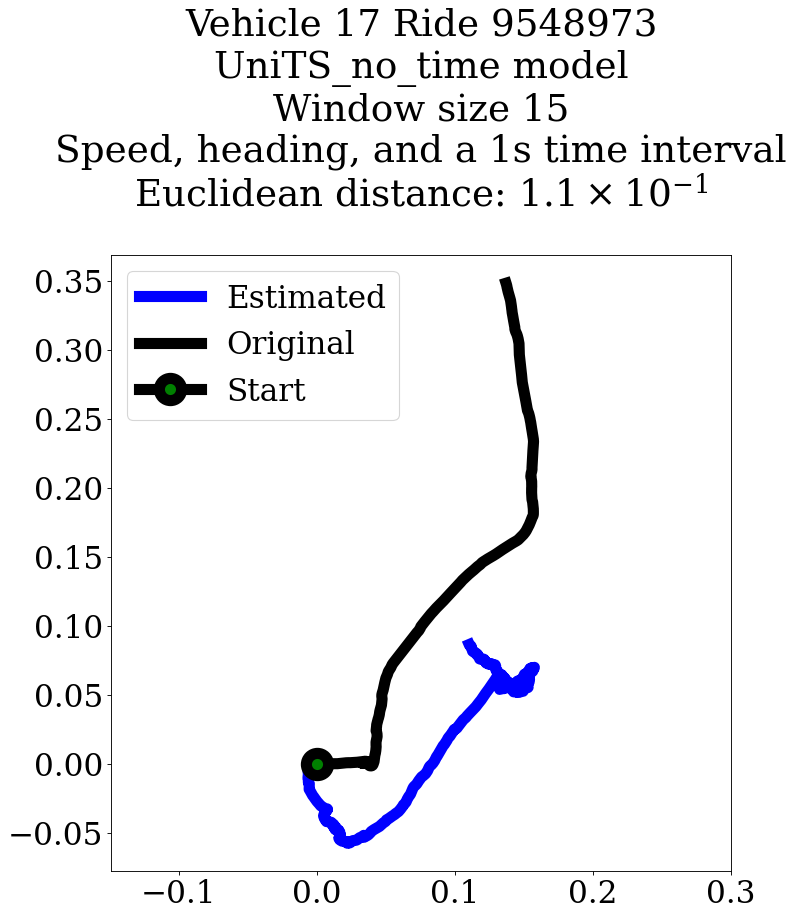 Vehicle 17 Ride 9548973
UniTS_no_time model
Window size 15
Speed, heading, and a 1s time interval
Euclidean distance: 1.1 × 10⁻¹
Estimated
Original
Start
0.35
0.30
0.25
0.20
0.15
0.10
0.05
0.00
−0.05
−0.1 0.0 0.1 0.2 0.3